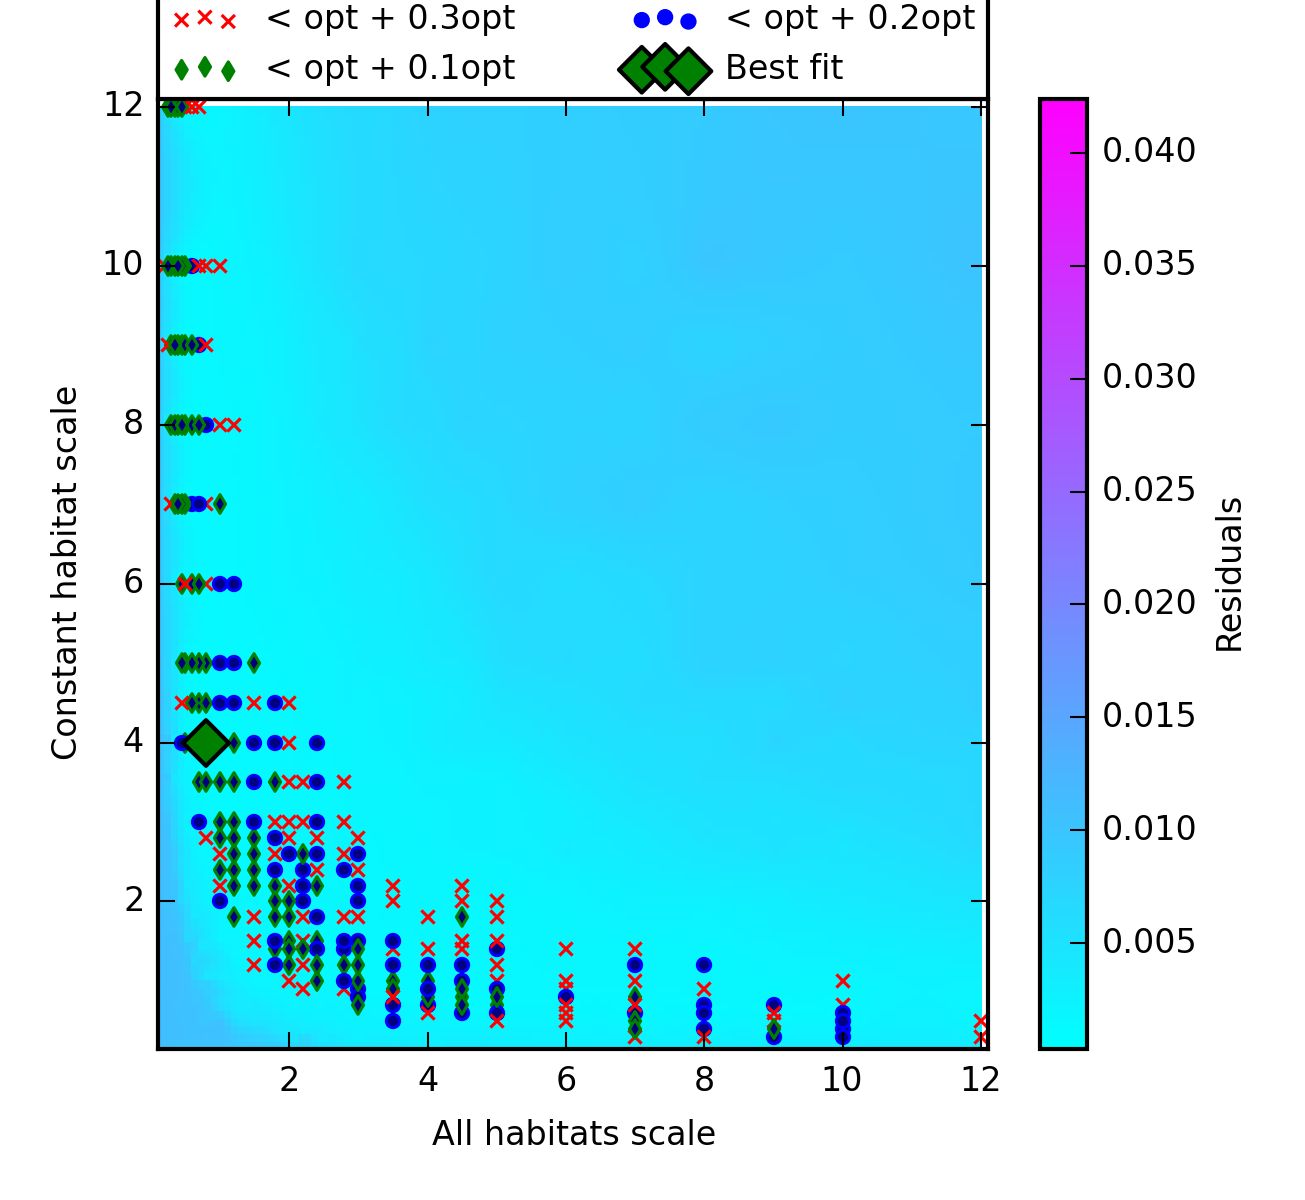 < opt + 0.3opt
< opt + 0.2opt
< opt + 0.1opt
Best fit
12
10
8
6
4
2
Constant habitat scale
2 4 6 8 10 12
All habitats scale
0.040
0.035
0.030
0.025
0.020
0.015
0.010
0.005
Residuals